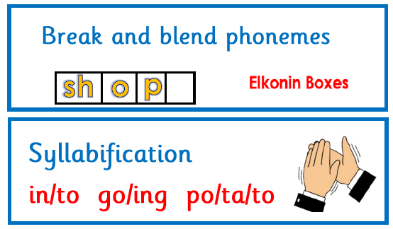 Break and blend phonemes
sh o p Elkonin Boxes
Syllabification
in/to go/ing po/ta/to